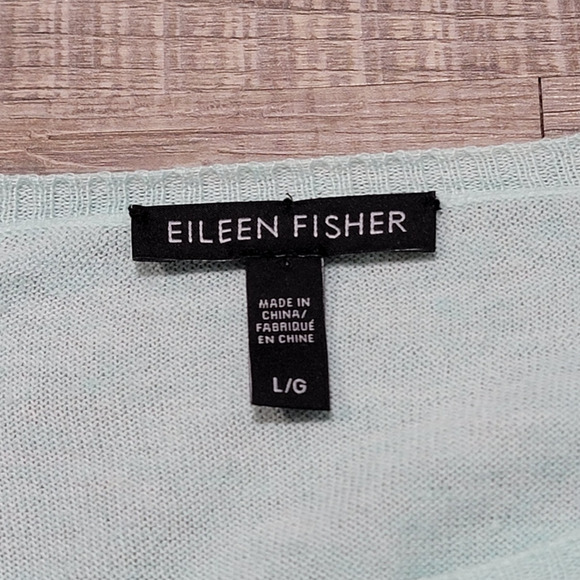 EILEEN FISHER
MADE IN
CHINA/
FABRIQUÉ
EN CHINE
L/G